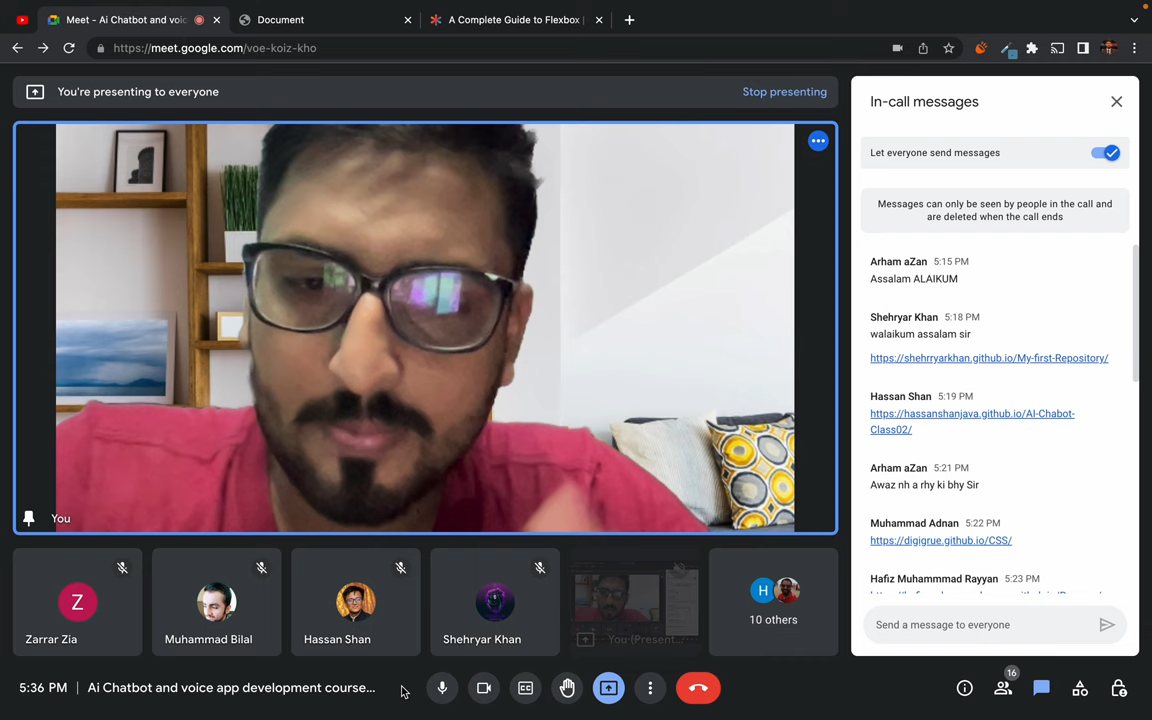 Meet - Ai Chatbot and voic
Document
A Complete Guide to Flexbox
https://meet.google.com/voe-koiz-kho
You're presenting to everyone
Stop presenting
In-call messages
Let everyone send messages
Messages can only be seen by people in the call and
are deleted when the call ends
Arham aZan 5:15 PM
Assalam ALAIKUM
Shehryar Khan 5:18 PM
walaikum assalam sir
https://shehrryarkhan.github.io/My-first-Repository/
Hassan Shan 5:19 PM
https://hassanshanjava.github.io/AI-Chabot-
Class02/
Arham aZan 5:21 PM
Awaz nh a rhy ki bhy Sir
Muhammad Adnan 5:22 PM
https://digigrue.github.io/CSS/
Hafiz Muhammmad Rayyan 5:23 PM
Send a message to everyone
You
Z
Zarrar Zia
Muhammad Bilal
Hassan Shan
Shehryar Khan
You (Present...
H
10 others
5:36 PM | Ai Chatbot and voice app development course...
16